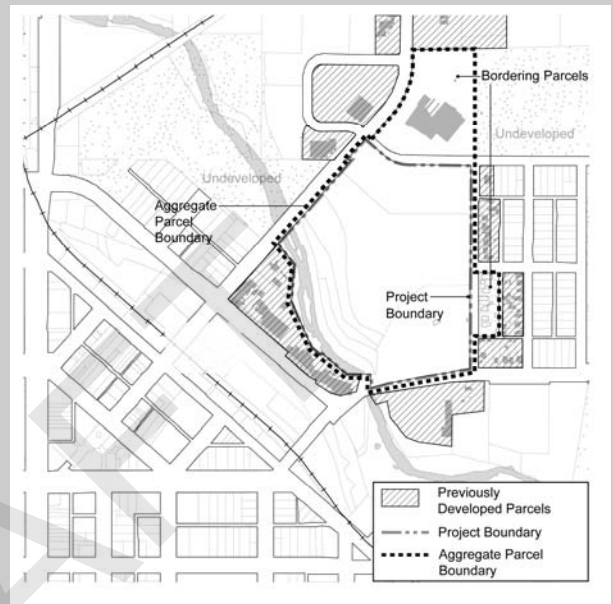 Bordering Parcels
Undeveloped
Undeveloped
Aggregate
Parcel
Boundary
Project
Boundary
Previously
Developed Parcels
Project Boundary
Aggregate Parcel
Boundary